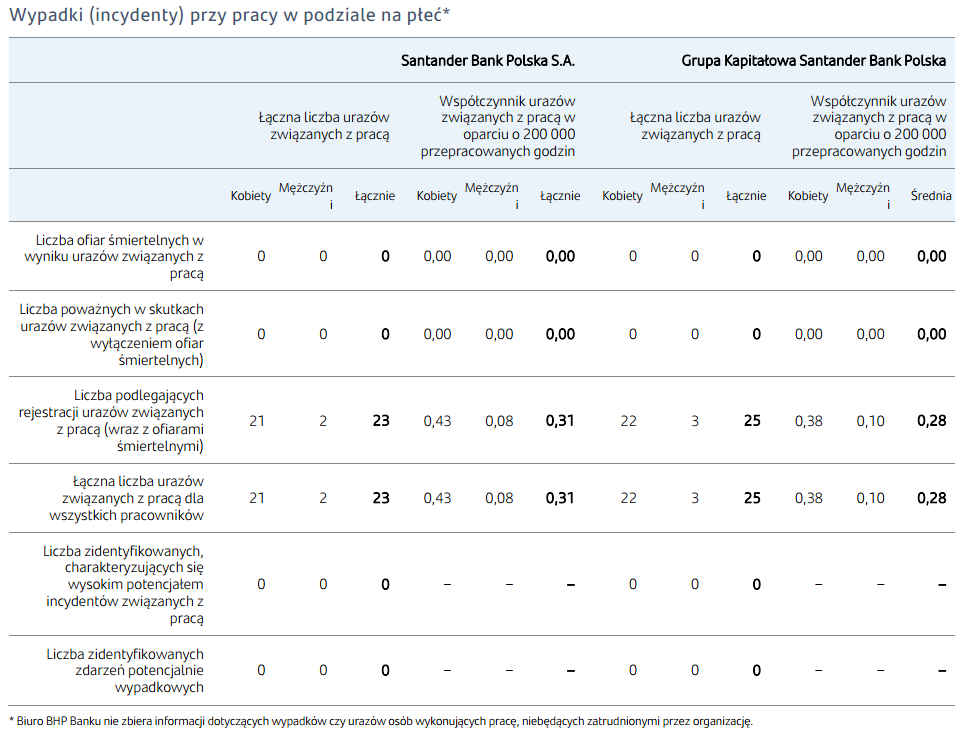 Wypadki (incydenty) przy pracy w podziale na płeć*
Santander Bank Polska S.A. Grupa Kapitałowa Santander Bank Polska
Łączna liczba urazów związanych z pracą
Współczynnik urazów związanych z pracą w oparciu o 200 000 przepracowanych godzin
Łączna liczba urazów związanych z pracą
Współczynnik urazów związanych z pracą w oparciu o 200 000 przepracowanych godzin
Kobiety Mężczyźni Łącznie Kobiety Mężczyźni Łącznie Kobiety Mężczyźni Łącznie Kobiety Mężczyźni Średnia
Liczba ofiar śmiertelnych w
wyniku urazów związanych z
pracą
0 0 0 0,00 0,00 0,00 0 0 0 0,00 0,00 0,00
Liczba poważnych w skutkach
urazów związanych z pracą (z
wyłączeniem ofiar
śmiertelnych)
0 0 0 0,00 0,00 0,00 0 0 0 0,00 0,00 0,00
Liczba podlegających
rejestracji urazów związanych
z pracą (wraz z ofiarami
śmiertelnymi)
21 2 23 0,43 0,08 0,31 22 3 25 0,38 0,10 0,28
Łączna liczba urazów
związanych z pracą dla
wszystkich pracowników
21 2 23 0,43 0,08 0,31 22 3 25 0,38 0,10 0,28
Liczba zidentyfikowanych,
charakteryzujących się
wysokim potencjałem
incydentów związanych z
pracą
0 0 0 – – – 0 0 0 – – –
Liczba zidentyfikowanych
zdarzeń potencjalnie
wypadkowych
0 0 0 – – – 0 0 0 – – –
* Biuro BHP Banku nie zbiera informacji dotyczących wypadków czy urazów osób wykonujących pracę, niebędących zatrudnionymi przez organizację.